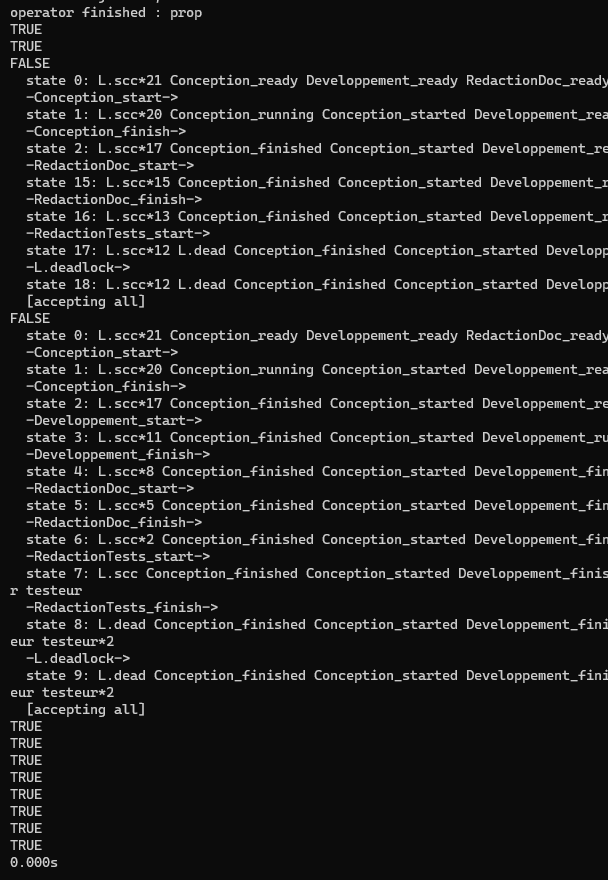 operator finished : prop
TRUE
TRUE
FALSE
state 0: L.scc*21 Conception_ready Developpement_ready RedactionDoc_ready
-Conception_start->
state 1: L.scc*20 Conception_running Conception_started Developpement_rea
-Conception_finish->
state 2: L.scc*17 Conception_finished Conception_started Developpement_re
-RedactionDoc_start->
state 15: L.scc*15 Conception_finished Conception_started Developpement_r
-RedactionDoc_finish->
state 16: L.scc*13 Conception_finished Conception_started Developpement_r
-RedactionTests_start->
state 17: L.scc*12 L.dead Conception_finished Conception_started Developp
-L.deadlock->
state 18: L.scc*12 L.dead Conception_finished Conception_started Developp
[accepting all]
FALSE
state 0: L.scc*21 Conception_ready Developpement_ready RedactionDoc_ready
-Conception_start->
state 1: L.scc*20 Conception_running Conception_started Developpement_rea
-Conception_finish->
state 2: L.scc*17 Conception_finished Conception_started Developpement_re
-Developpement_start->
state 3: L.scc*11 Conception_finished Conception_started Developpement_ru
-Developpement_finish->
state 4: L.scc*8 Conception_finished Conception_started Developpement_fin
-RedactionDoc_start->
state 5: L.scc*5 Conception_finished Conception_started Developpement_fin
-RedactionDoc_finish->
state 6: L.scc*2 Conception_finished Conception_started Developpement_fin
-RedactionTests_start->
state 7: L.scc Conception_finished Conception_started Developpement_finis
r testeur
-RedactionTests_finish->
state 8: L.dead Conception_finished Conception_started Developpement_fini
eur testeur*2
-L.deadlock->
state 9: L.dead Conception_finished Conception_started Developpement_fini
eur testeur*2
[accepting all]
TRUE
TRUE
TRUE
TRUE
TRUE
TRUE
TRUE
TRUE
0.000s